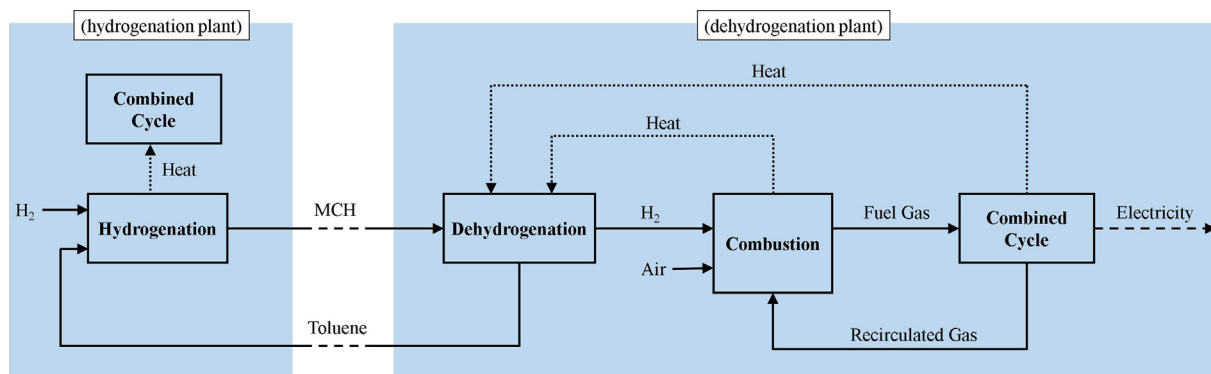 (hydrogenation plant)
(dehydrogenation plant)
Heat
Combined
Cycle
Heat
Heat
H₂
Hydrogenation
MCH
Dehydrogenation
H₂
Combustion
Fuel Gas
Combined
Cycle
Electricity
Air
Toluene
Recirculated Gas